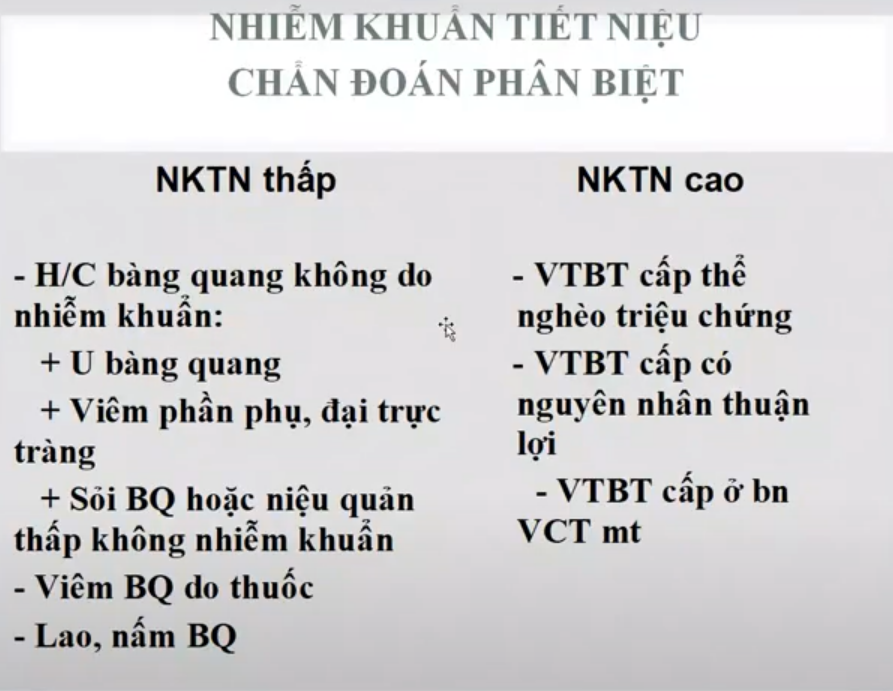 NHIỄM KHUẨN TIẾT NIỆU
CHẨN ĐOÁN PHÂN BIỆT
NKTN thấp
- H/C bàng quang không do
nhiễm khuẩn:
+ U bàng quang
+ Viêm phần phụ, đại trực
tràng
+ Sỏi BQ hoặc niệu quản
thấp không nhiễm khuẩn
- Viêm BQ do thuốc
- Lao, nấm BQ
NKTN cao
- VTBT cấp thể
nghèo triệu chứng
- VTBT cấp có
nguyên nhân thuận
lợi
- VTBT cấp ở bn
VCT mt